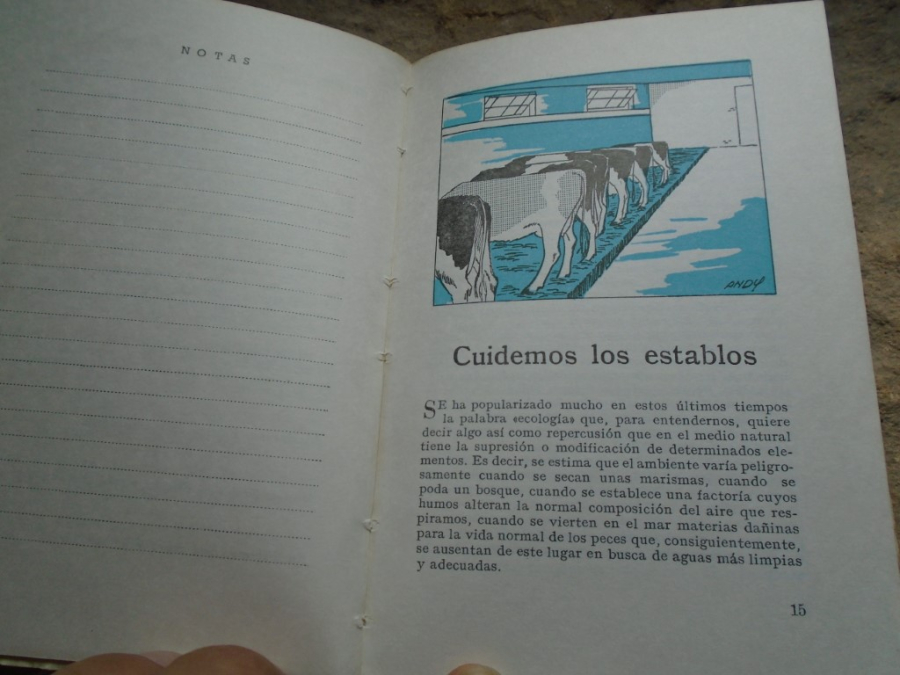 NOTAS
ANDY
Cuidemos los establos
SE ha popularizado mucho en estos últimos tiempos
la palabra «ecología» que, para entendernos, quiere
decir algo así como repercusión que en el medio natural
tiene la supresión o modificación de determinados ele-
mentos. Es decir, se estima que el ambiente varía peligro-
samente cuando se secan unas marismas, cuando se
poda un bosque, cuando se establece una factoría cuyos
humos alteran la normal composición del aire que res-
piramos, cuando se vierten en el mar materias dañinas
para la vida normal de los peces que, consiguientemente,
se ausentan de este lugar en busca de aguas más limpias
y adecuadas.
15